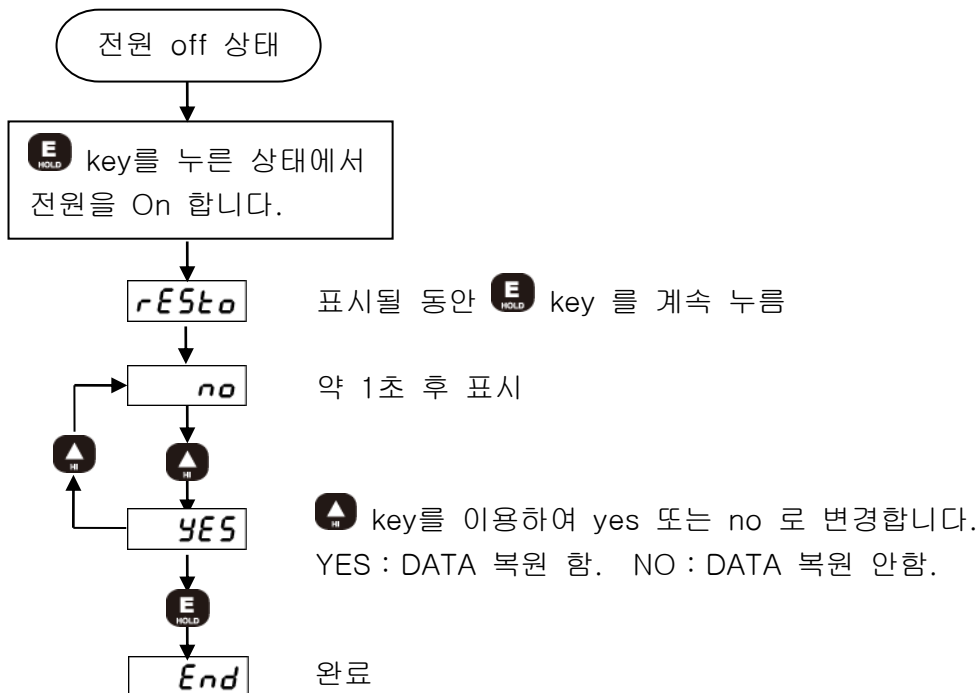 전원 off 상태
E
HOLD
key를 누른 상태에서
전원을 On 합니다.
rESto
표시될 동안 E HOLD key 를 계속 누름
no
약 1초 후 표시
HI
HI
YES
HI key를 이용하여 yes 또는 no 로 변경합니다.
YES : DATA 복원 함. NO : DATA 복원 안함.
E
HOLD
End
완료